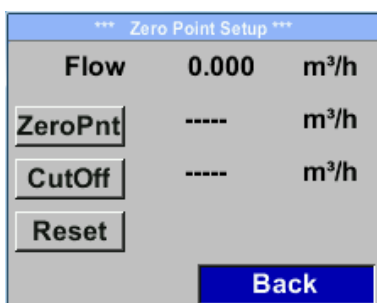 *** Zero Point Setup ***
Flow 0.000 m³/h
ZeroPnt ----- m³/h
CutOff ----- m³/h
Reset
Back